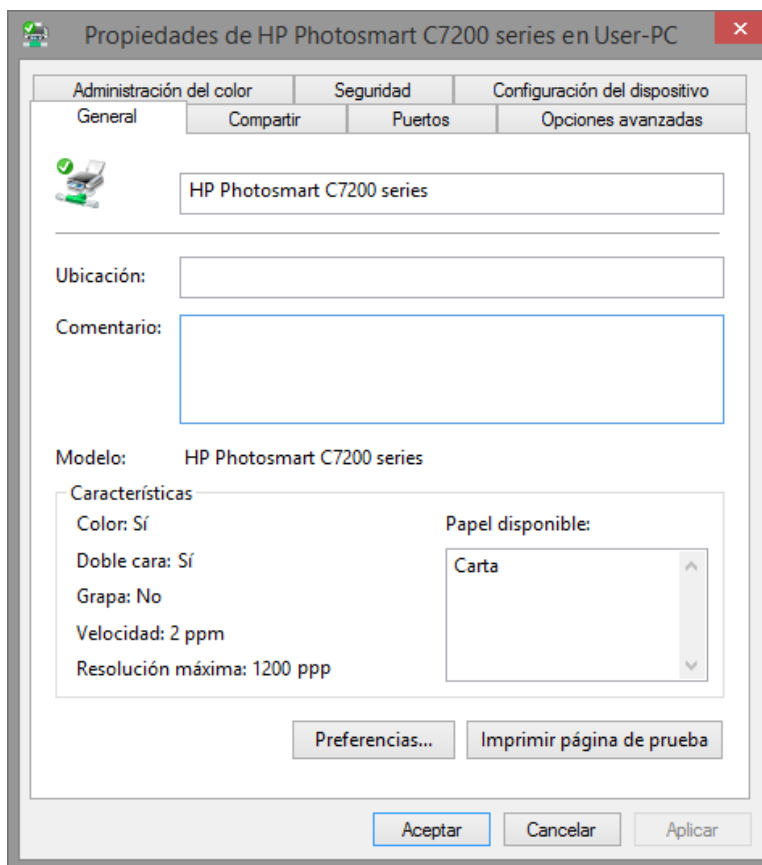 Propiedades de HP Photosmart C7200 series en User-PC
Administración del color
Seguridad
Configuración del dispositivo
General
Compartir
Puertos
Opciones avanzadas
HP Photosmart C7200 series
Ubicación:
Comentario:
Modelo: HP Photosmart C7200 series
Características
Color: Sí
Doble cara: Sí
Grapa: No
Velocidad: 2 ppm
Resolución máxima: 1200 ppp
Papel disponible:
Carta
Preferencias...
Imprimir página de prueba
Aceptar
Cancelar
Aplicar